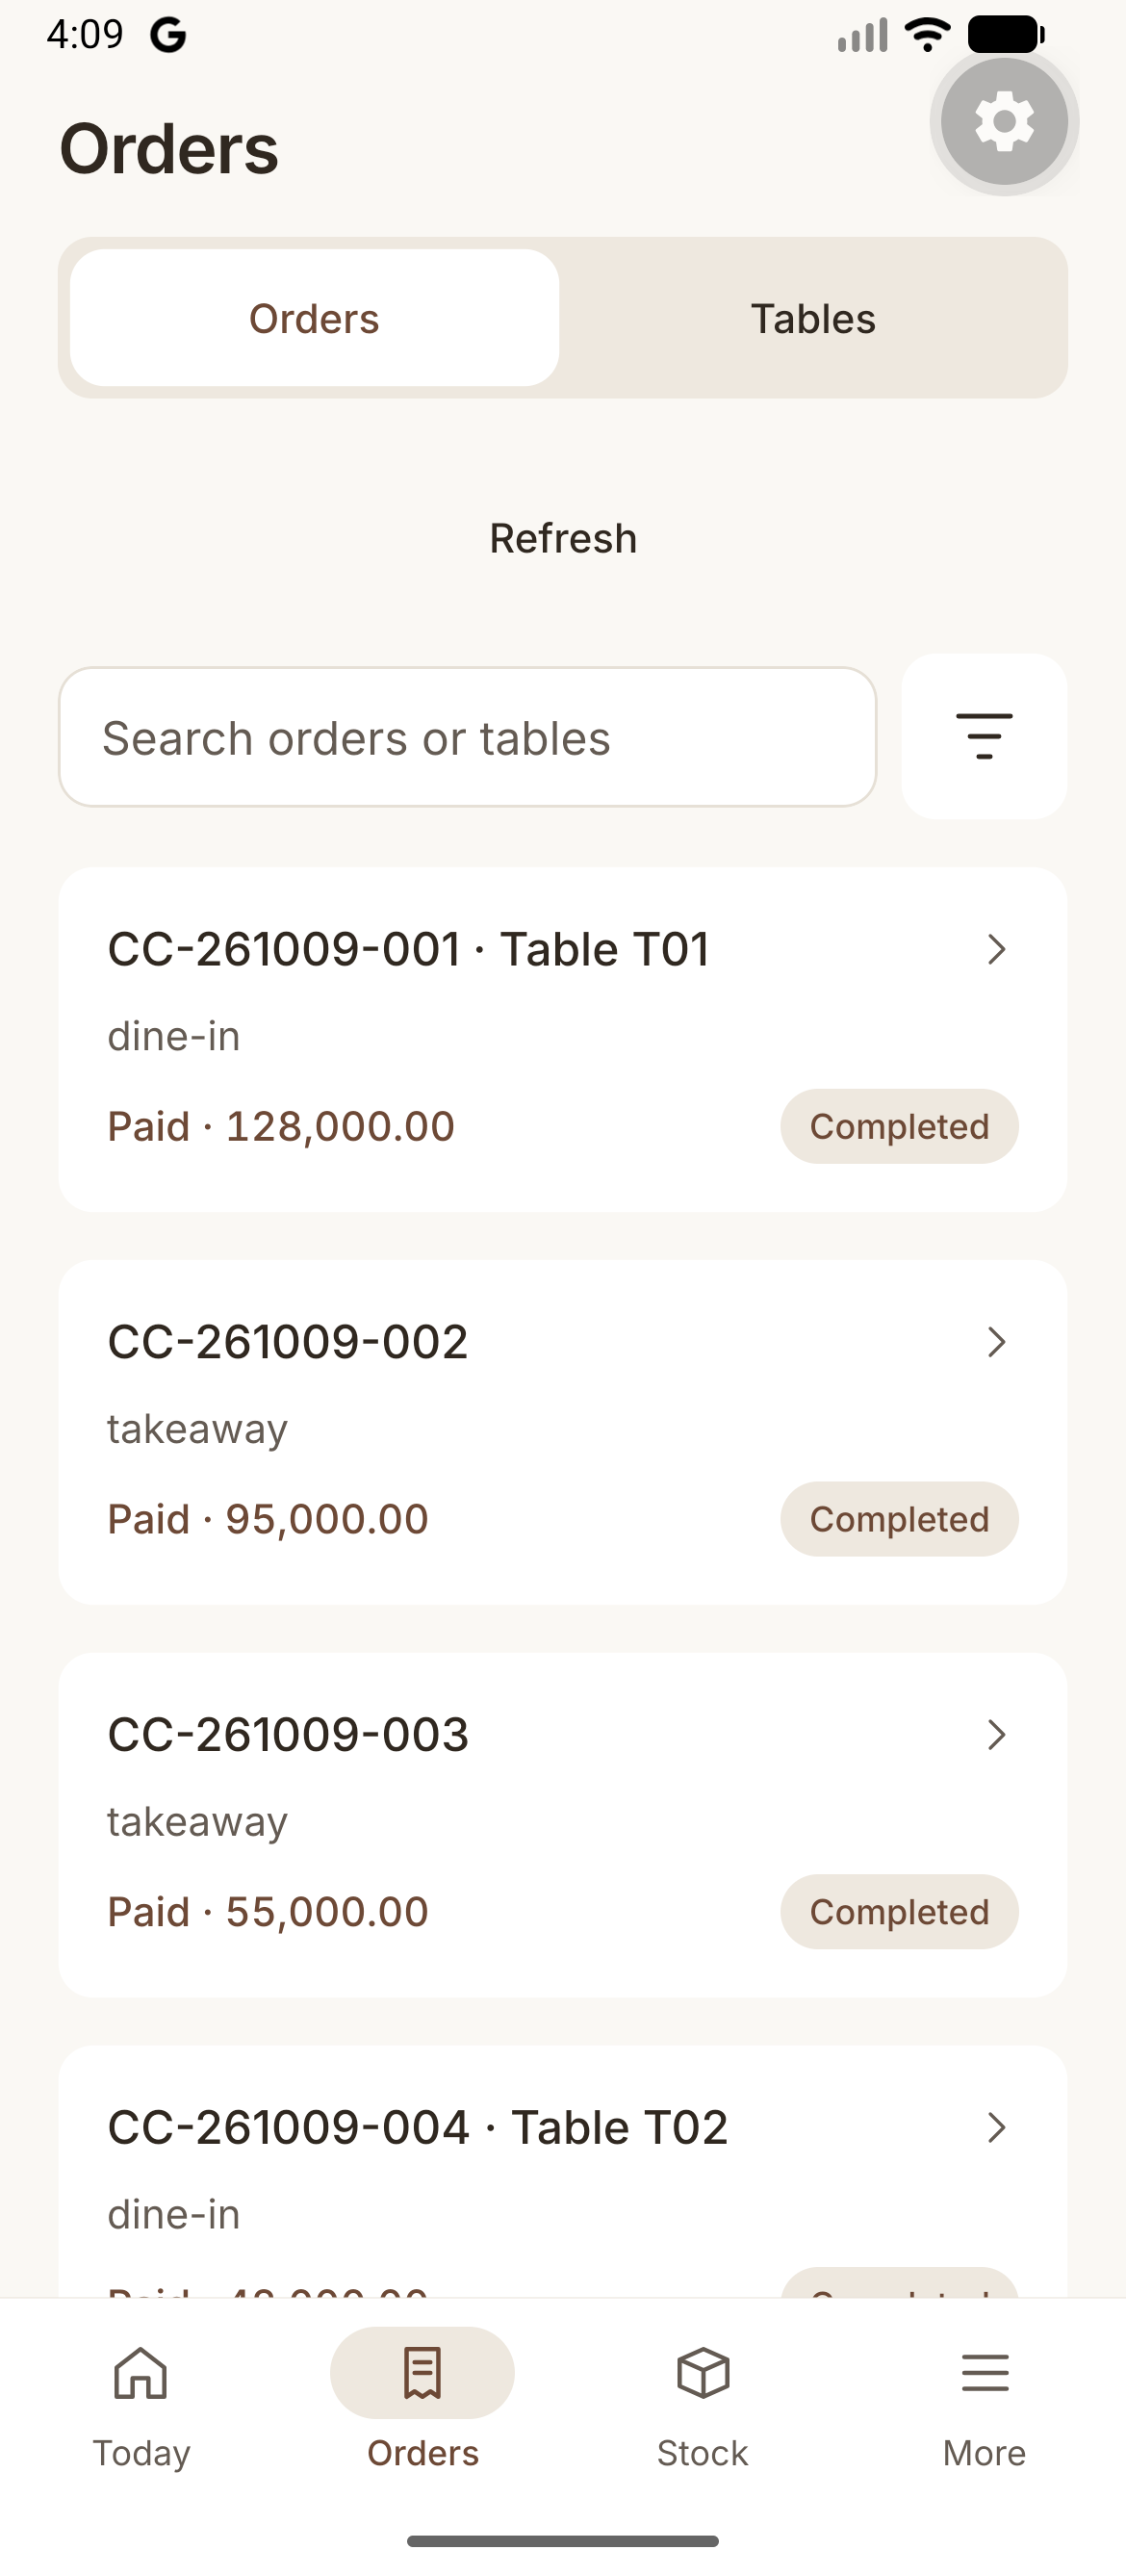 4:09
Orders
Orders
Tables
Refresh
Search orders or tables
CC-261009-001 · Table T01
dine-in
Paid · 128,000.00
Completed
CC-261009-002
takeaway
Paid · 95,000.00
Completed
CC-261009-003
takeaway
Paid · 55,000.00
Completed
CC-261009-004 · Table T02
dine-in
Today
Orders
Stock
More